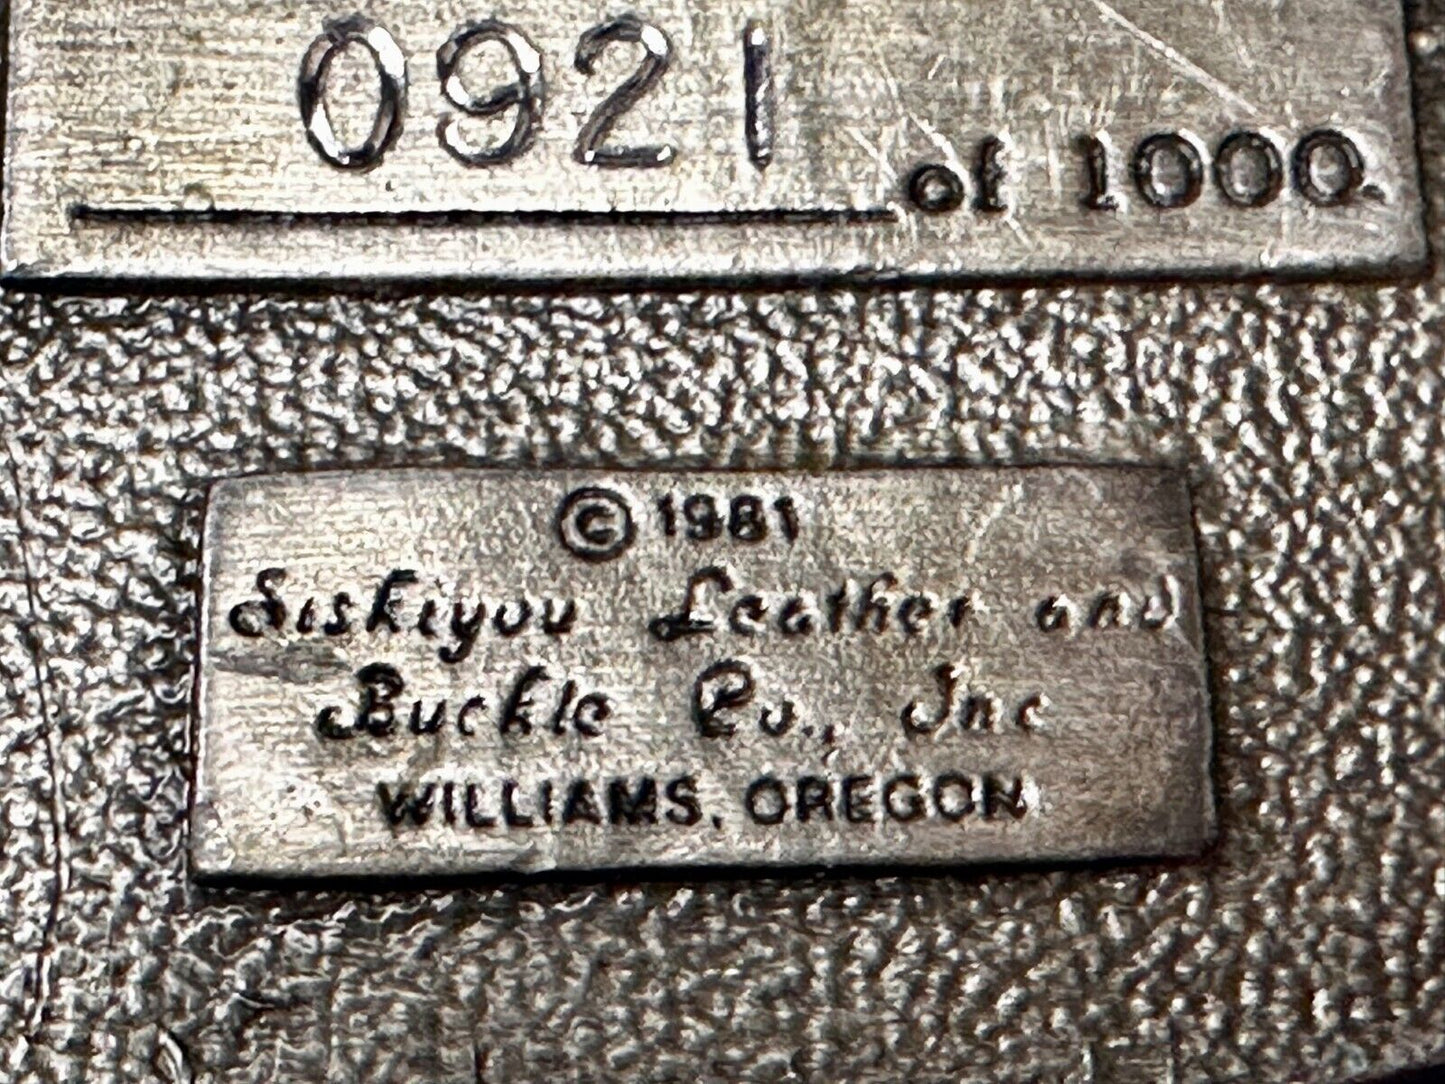 0921 of 1000
© 1981
Siskiyou Leather and
Buckle Co., Inc
WILLIAMS, OREGON